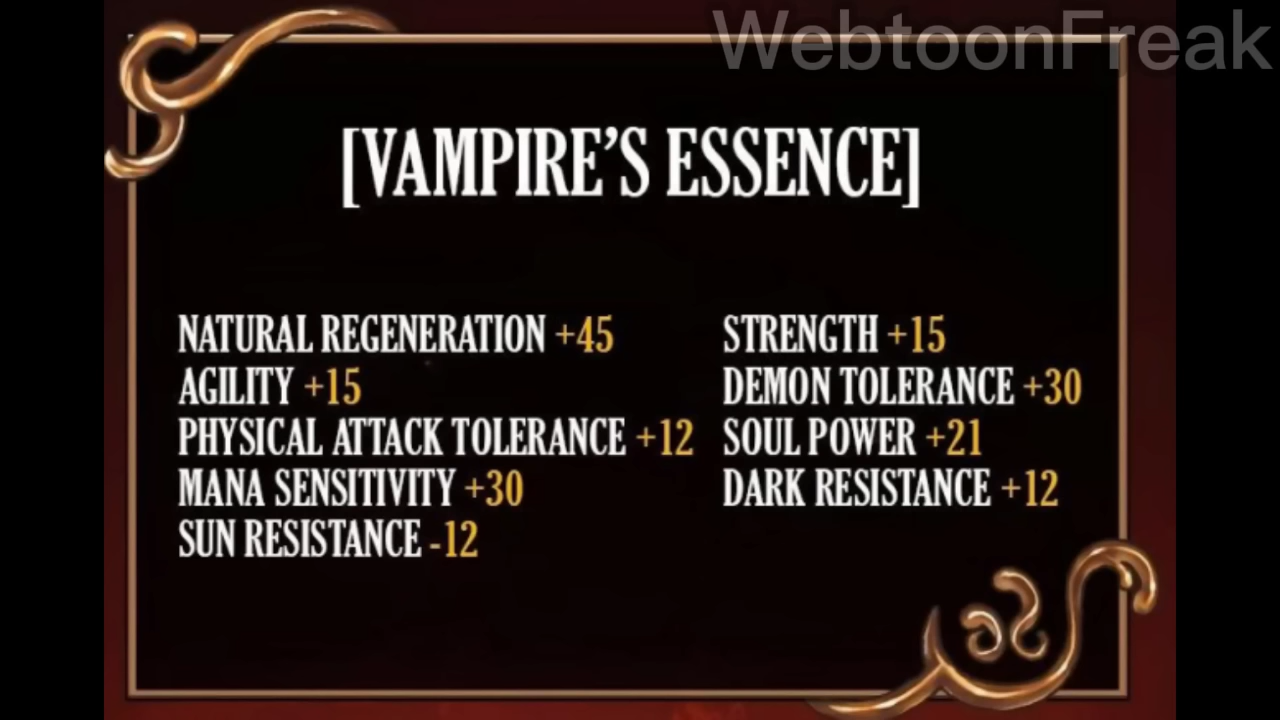 WebtoonFreak
[VAMPIRE'S ESSENCE]
NATURAL REGENERATION +45
AGILITY +15
PHYSICAL ATTACK TOLERANCE +12
MANA SENSITIVITY +30
SUN RESISTANCE -12
STRENGTH +15
DEMON TOLERANCE +30
SOUL POWER +21
DARK RESISTANCE +12